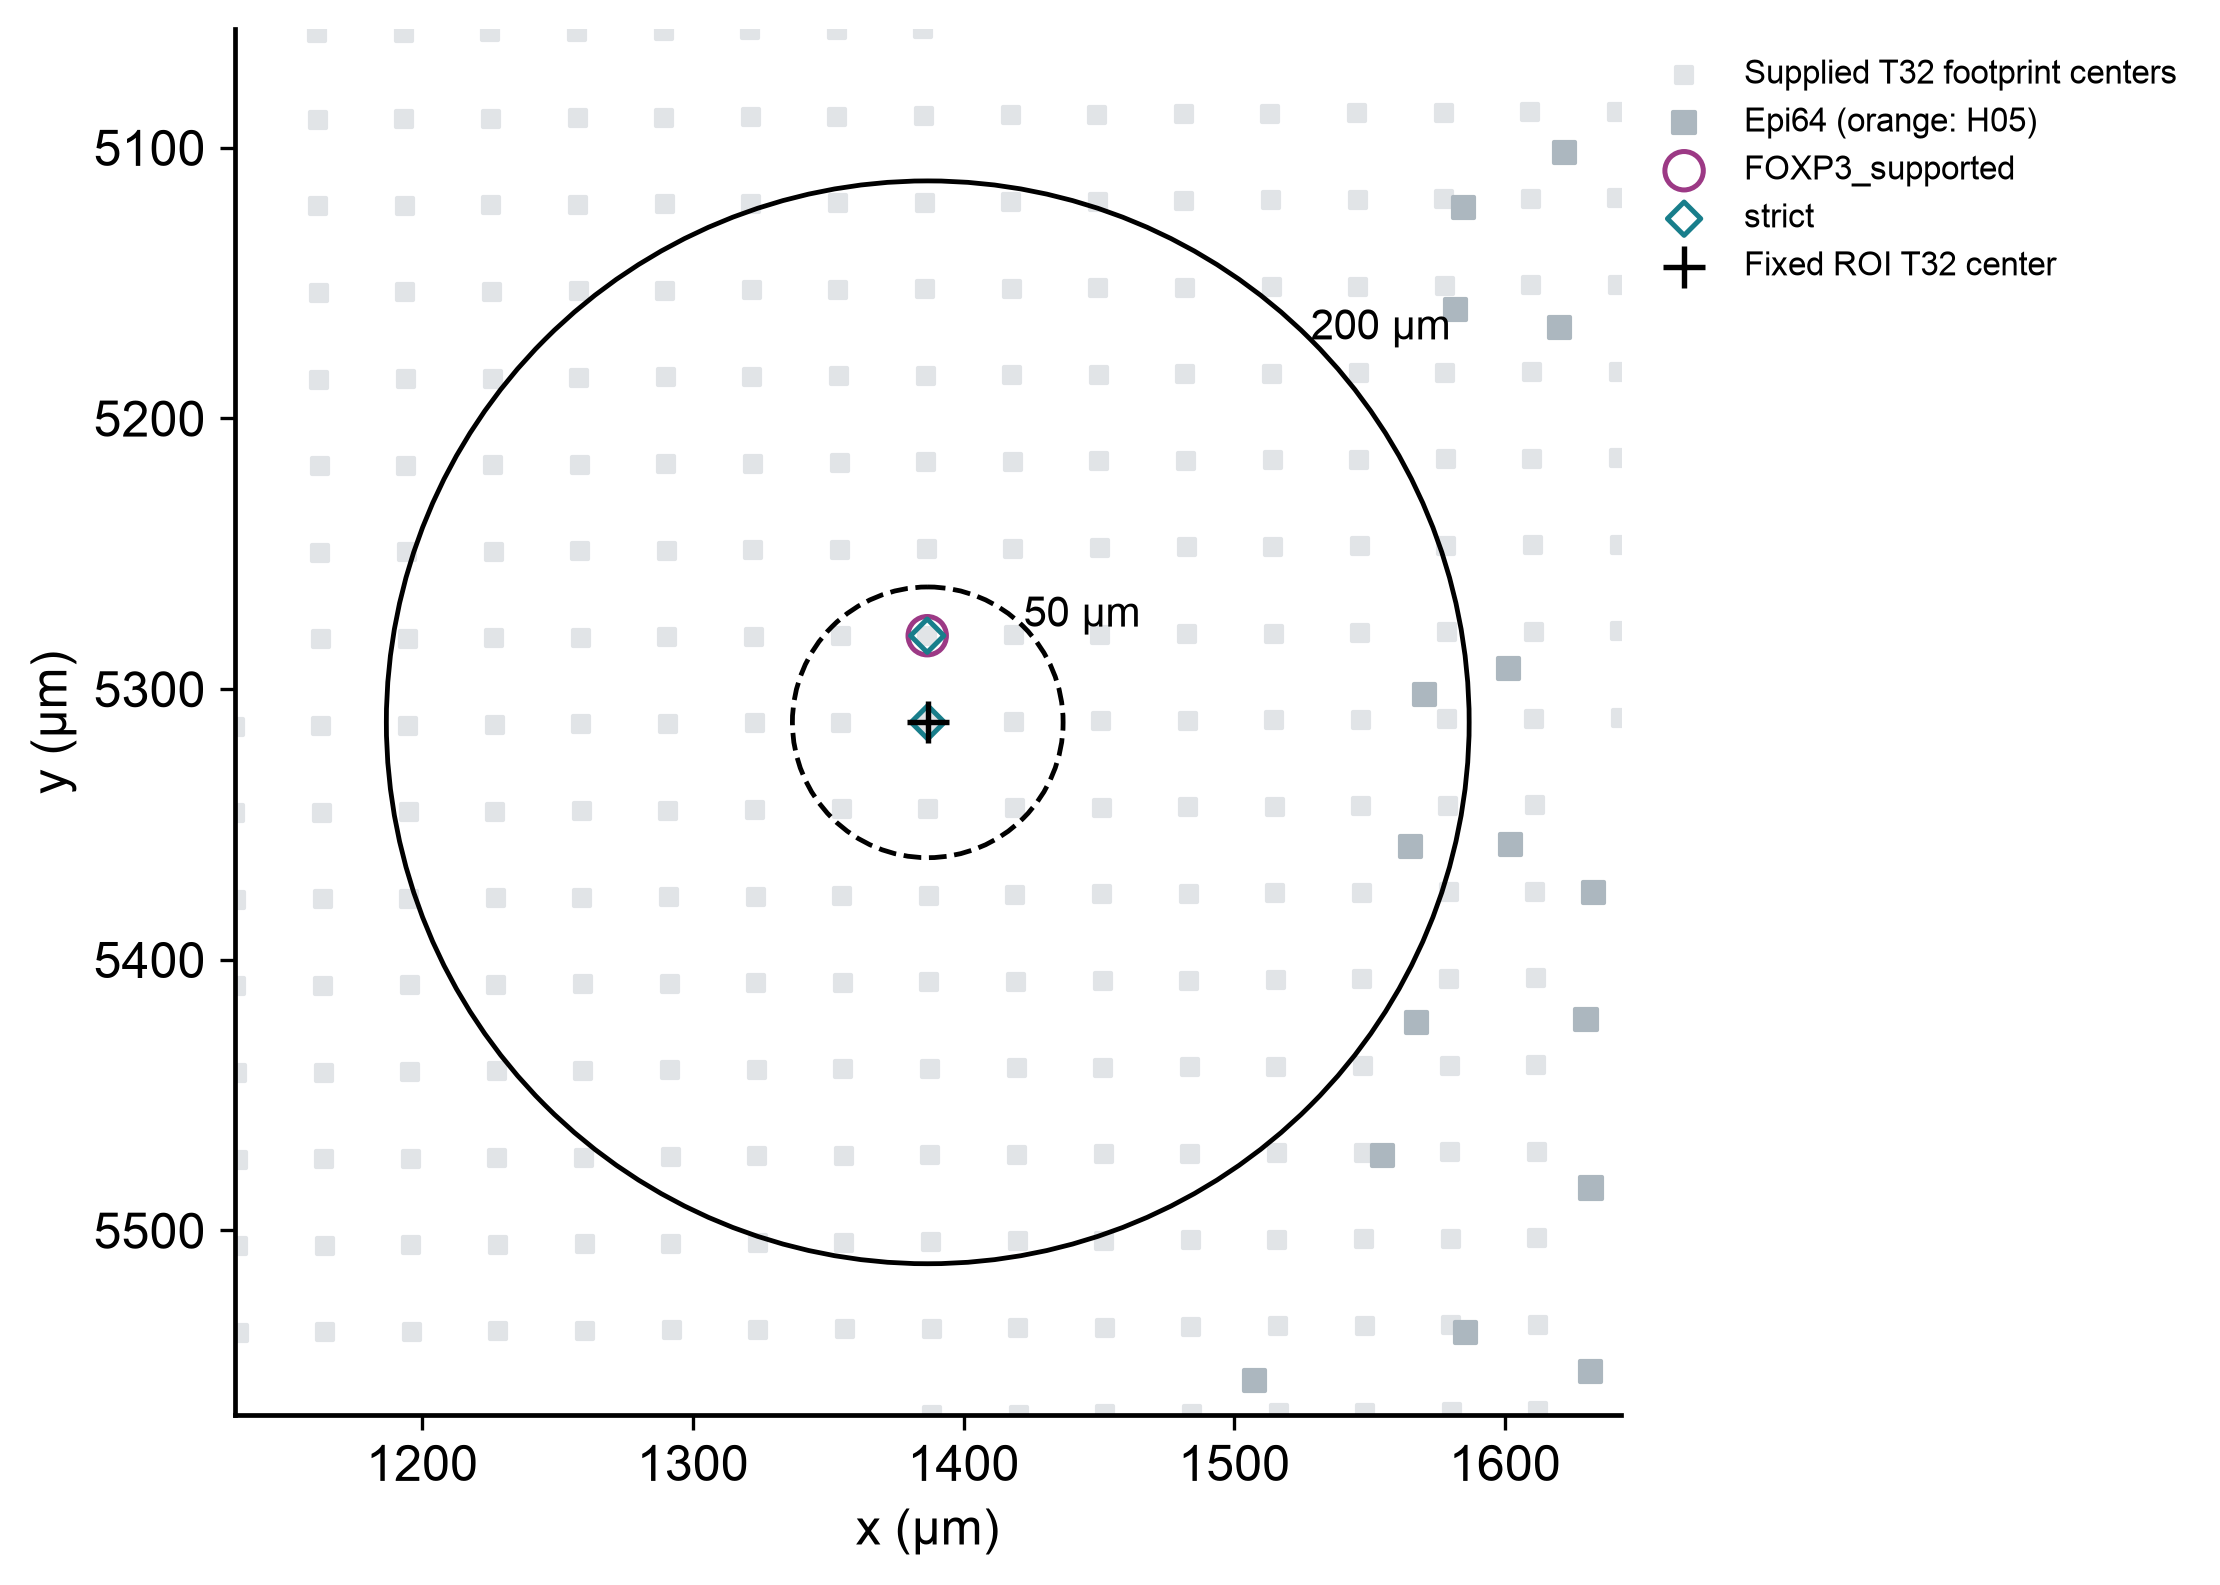 Supplied T32 footprint centers
Epi64 (orange: H05)
FOXP3_supported
strict
Fixed ROI T32 center
5100
5200
5300
5400
5500
200 µm
50 µm
y (µm)
1200
1300
1400
1500
1600
x (µm)